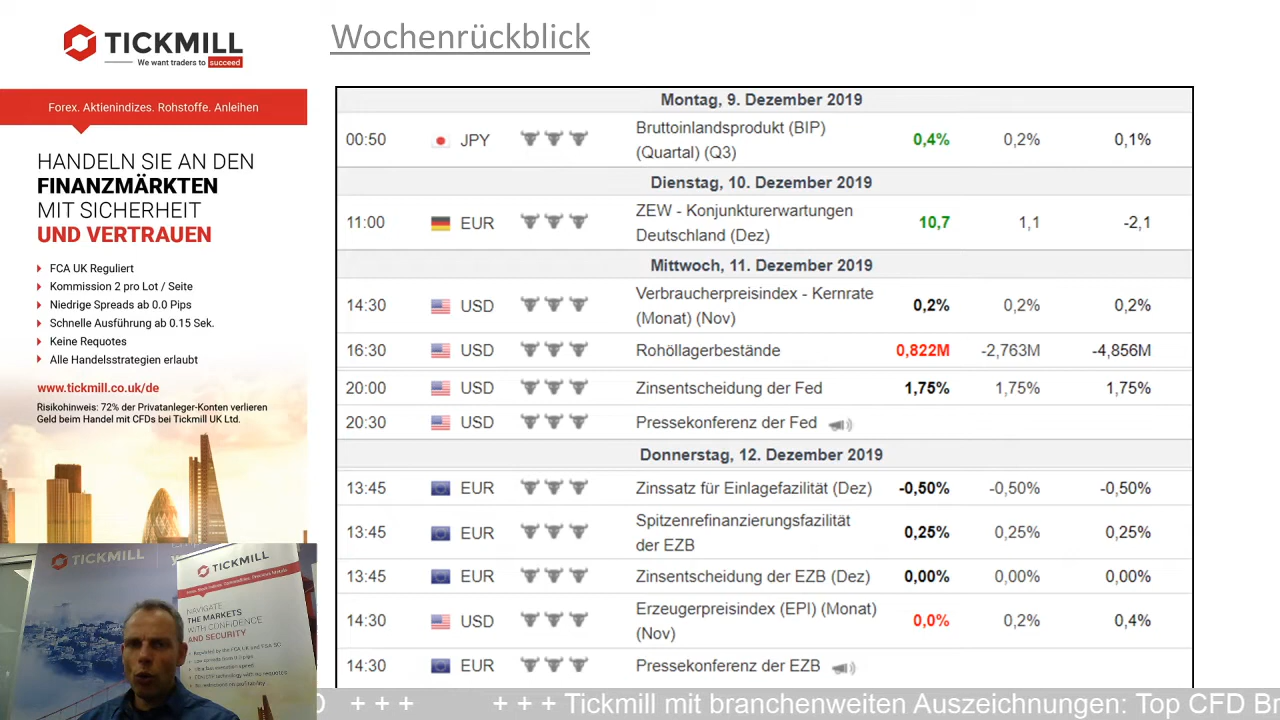 TICKMILL
We want traders to succeed
Forex. Aktienindizes. Rohstoffe. Anleihen
HANDELN SIE AN DEN
FINANZMÄRKTEN
MIT SICHERHEIT
UND VERTRAUEN
FCA UK Reguliert
Kommission 2 pro Lot / Seite
Niedrige Spreads ab 0.0 Pips
Schnelle Ausführung ab 0.15 Sek.
Keine Requotes
Alle Handelsstrategien erlaubt
www.tickmill.co.uk/de
Risikohinweis: 72% der Privatanleger-Konten verlieren
Geld beim Handel mit CFDs bei Tickmill UK Ltd.
TICKMILL
TICKMILL
NAVIGATE
THE MARKETS
WITH CONFIDENCE
AND SECURITY
Wochenrückblick
Montag, 9. Dezember 2019
00:50 JPY Bruttoinlandsprodukt (BIP) 0,4% 0,2% 0,1%
(Quartal) (Q3)
Dienstag, 10. Dezember 2019
11:00 EUR ZEW - Konjunkturerwartungen 10,7 1,1 -2,1
Deutschland (Dez)
Mittwoch, 11. Dezember 2019
14:30 USD Verbraucherpreisindex - Kernrate 0,2% 0,2% 0,2%
(Monat) (Nov)
16:30 USD Rohöllagerbestände 0,822M -2,763M -4,856M
20:00 USD Zinsentscheidung der Fed 1,75% 1,75% 1,75%
20:30 USD Pressekonferenz der Fed
Donnerstag, 12. Dezember 2019
13:45 EUR Zinssatz für Einlagefazilität (Dez) -0,50% -0,50% -0,50%
13:45 EUR Spitzenrefinanzierungsfazilität 0,25% 0,25% 0,25%
der EZB
13:45 EUR Zinsentscheidung der EZB (Dez) 0,00% 0,00% 0,00%
14:30 USD Erzeugerpreisindex (EPI) (Monat) 0,0% 0,2% 0,4%
(Nov)
14:30 EUR Pressekonferenz der EZB
+ + + + + + Tickmill mit branchenweiten Auszeichnungen: Top CFD Br